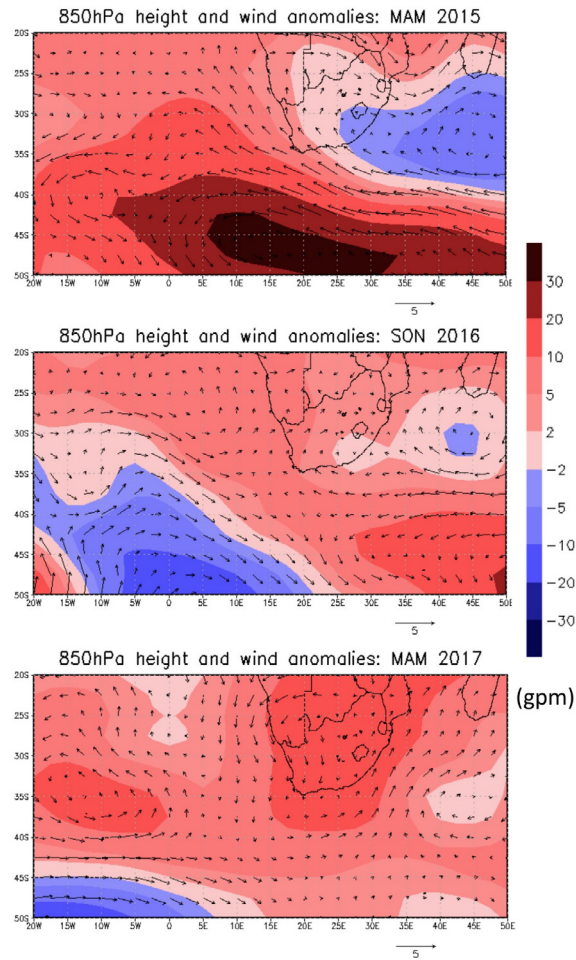 850hPa height and wind anomalies: MAM 2015
20S
25S
30S
35S
40S
45S
50S
20W 15W 10W 5W 0 5E 10E 15E 20E 25E 30E 35E 40E 45E 50E
5
850hPa height and wind anomalies: SON 2016
20S
25S
30S
35S
40S
45S
50S
20W 15W 10W 5W 0 5E 10E 15E 20E 25E 30E 35E 40E 45E 50E
5
850hPa height and wind anomalies: MAM 2017
20S
25S
30S
35S
40S
45S
50S
20W 15W 10W 5W 0 5E 10E 15E 20E 25E 30E 35E 40E 45E 50E
5
30
20
10
5
2
-2
-5
-10
-20
-30
(gpm)